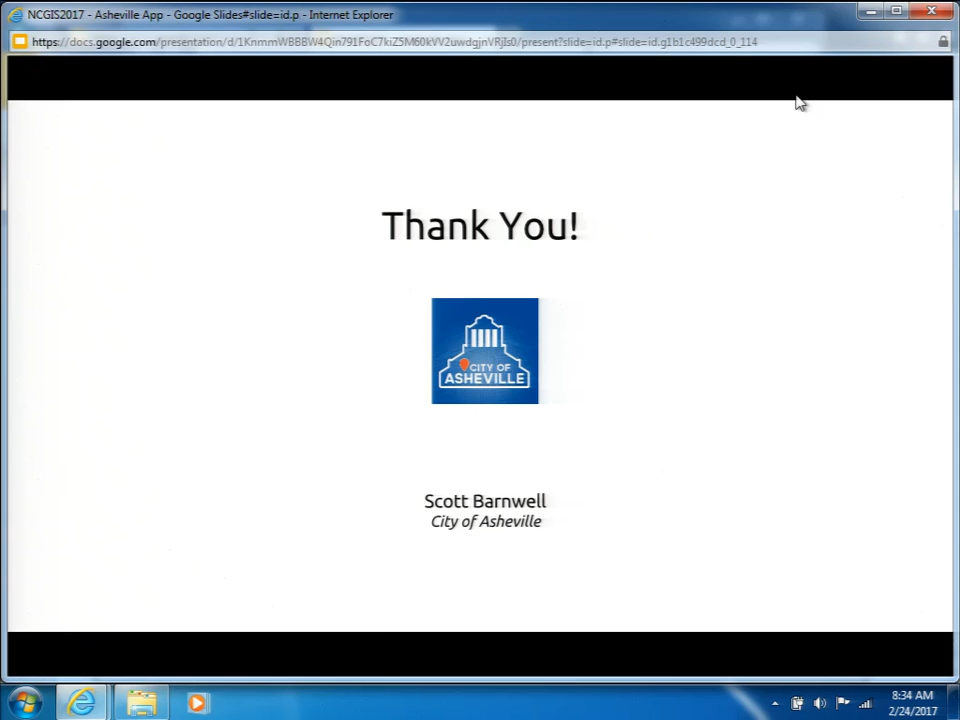 NCGIS2017 - Asheville App - Google Slides#slide=id.p - Internet Explorer
https://docs.google.com/presentation/d/1KnmmWBBBW4Qin791FoC7kiZ5M60kVV2uwdgjnVRjIs0/present?slide=id.p#slide=id.g1b1c499dcd_0_114
Thank You!
CITY OF
ASHEVILLE
Scott Barnwell
City of Asheville
8:34 AM
2/24/2017